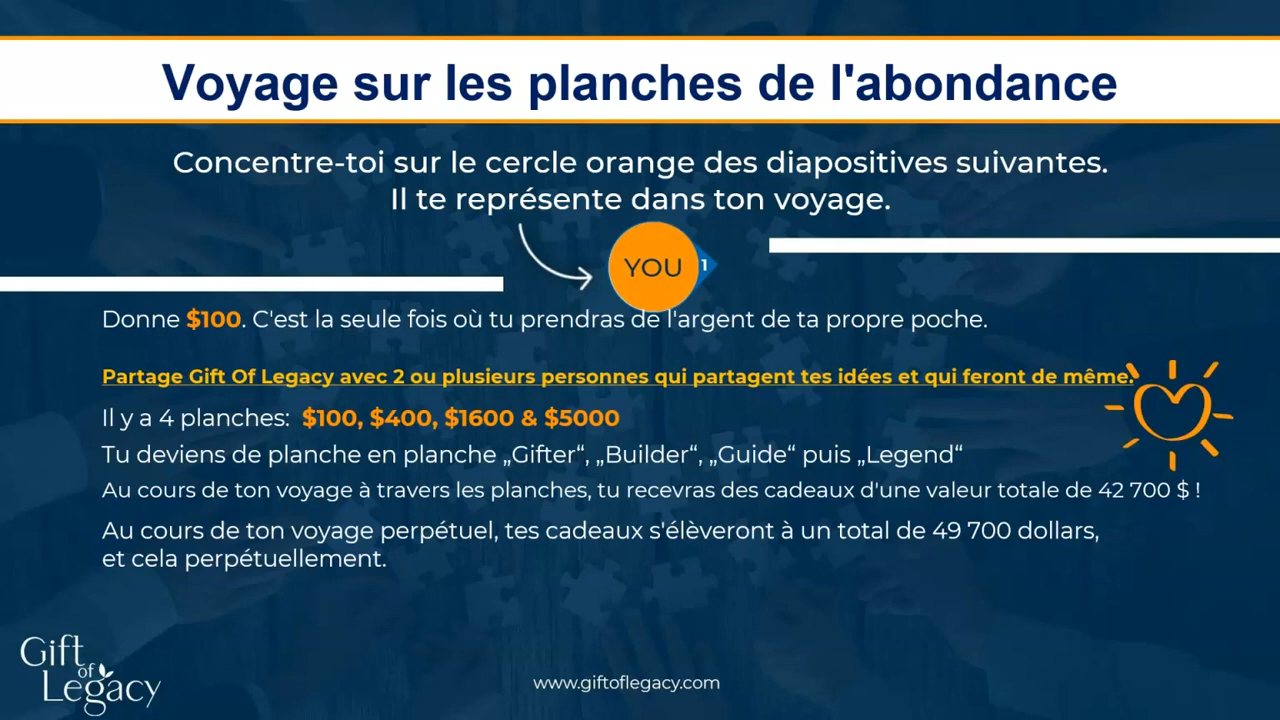 Voyage sur les planches de l'abondance
Concentre-toi sur le cercle orange des diapositives suivantes.
Il te représente dans ton voyage.
YOU 1
Donne $100. C'est la seule fois où tu prendras de l'argent de ta propre poche.
Partage Gift Of Legacy avec 2 ou plusieurs personnes qui partagent tes idées et qui feront de même.
Il y a 4 planches: $100, $400, $1600 & $5000
Tu deviens de planche en planche „Gifter“, „Builder“, „Guide“ puis „Legend“
Au cours de ton voyage à travers les planches, tu recevras des cadeaux d'une valeur totale de 42 700 $ !
Au cours de ton voyage perpétuel, tes cadeaux s'élèveront à un total de 49 700 dollars,
et cela perpétuellement.
Gift
of
Legacy
www.giftoflegacy.com